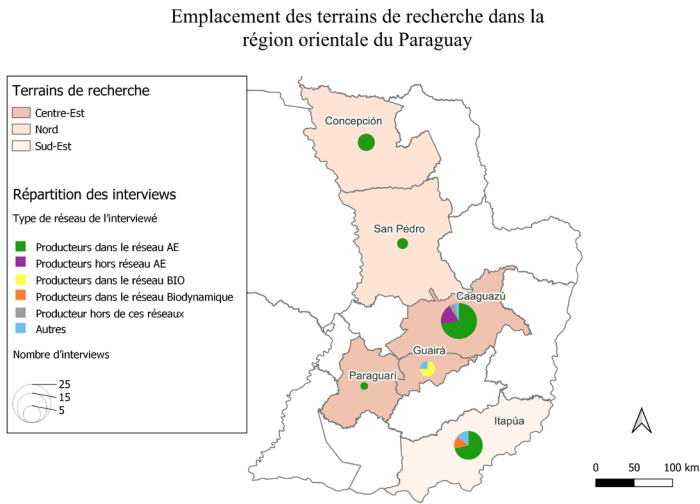 Emplacement des terrains de recherche dans la
région orientale du Paraguay
Terrains de recherche
Centre-Est
Nord
Sud-Est
Répartition des interviews
Type de réseau de l'interviewé
Producteurs dans le réseau AE
Producteurs hors réseau AE
Producteurs dans le réseau BIO
Producteurs dans le réseau Biodynamique
Producteur hors de ces réseaux
Autres
Nombre d'interviews
25
15
5
Concepción
San Pedro
Caaguazú
Guairá
Paraguarí
Itapúa
0 50 100 km